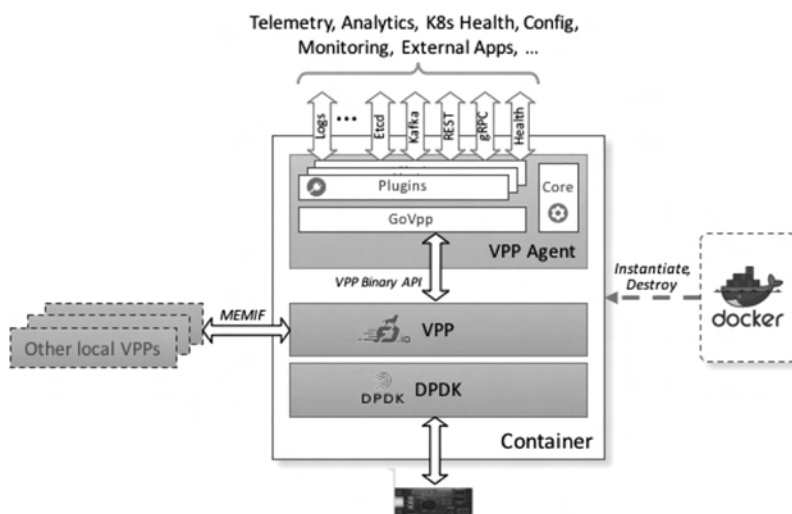 Telemetry, Analytics, K8s Health, Config,
Monitoring, External Apps, ...
Logs
...
Etcd
Kafka
REST
gRPC
Health
Plugins
Core
GoVpp
VPP Agent
VPP Binary API
Instantiate,
Destroy
docker
MEMIF
Other local VPPs
.io
VPP
DPDK
DPDK
Container